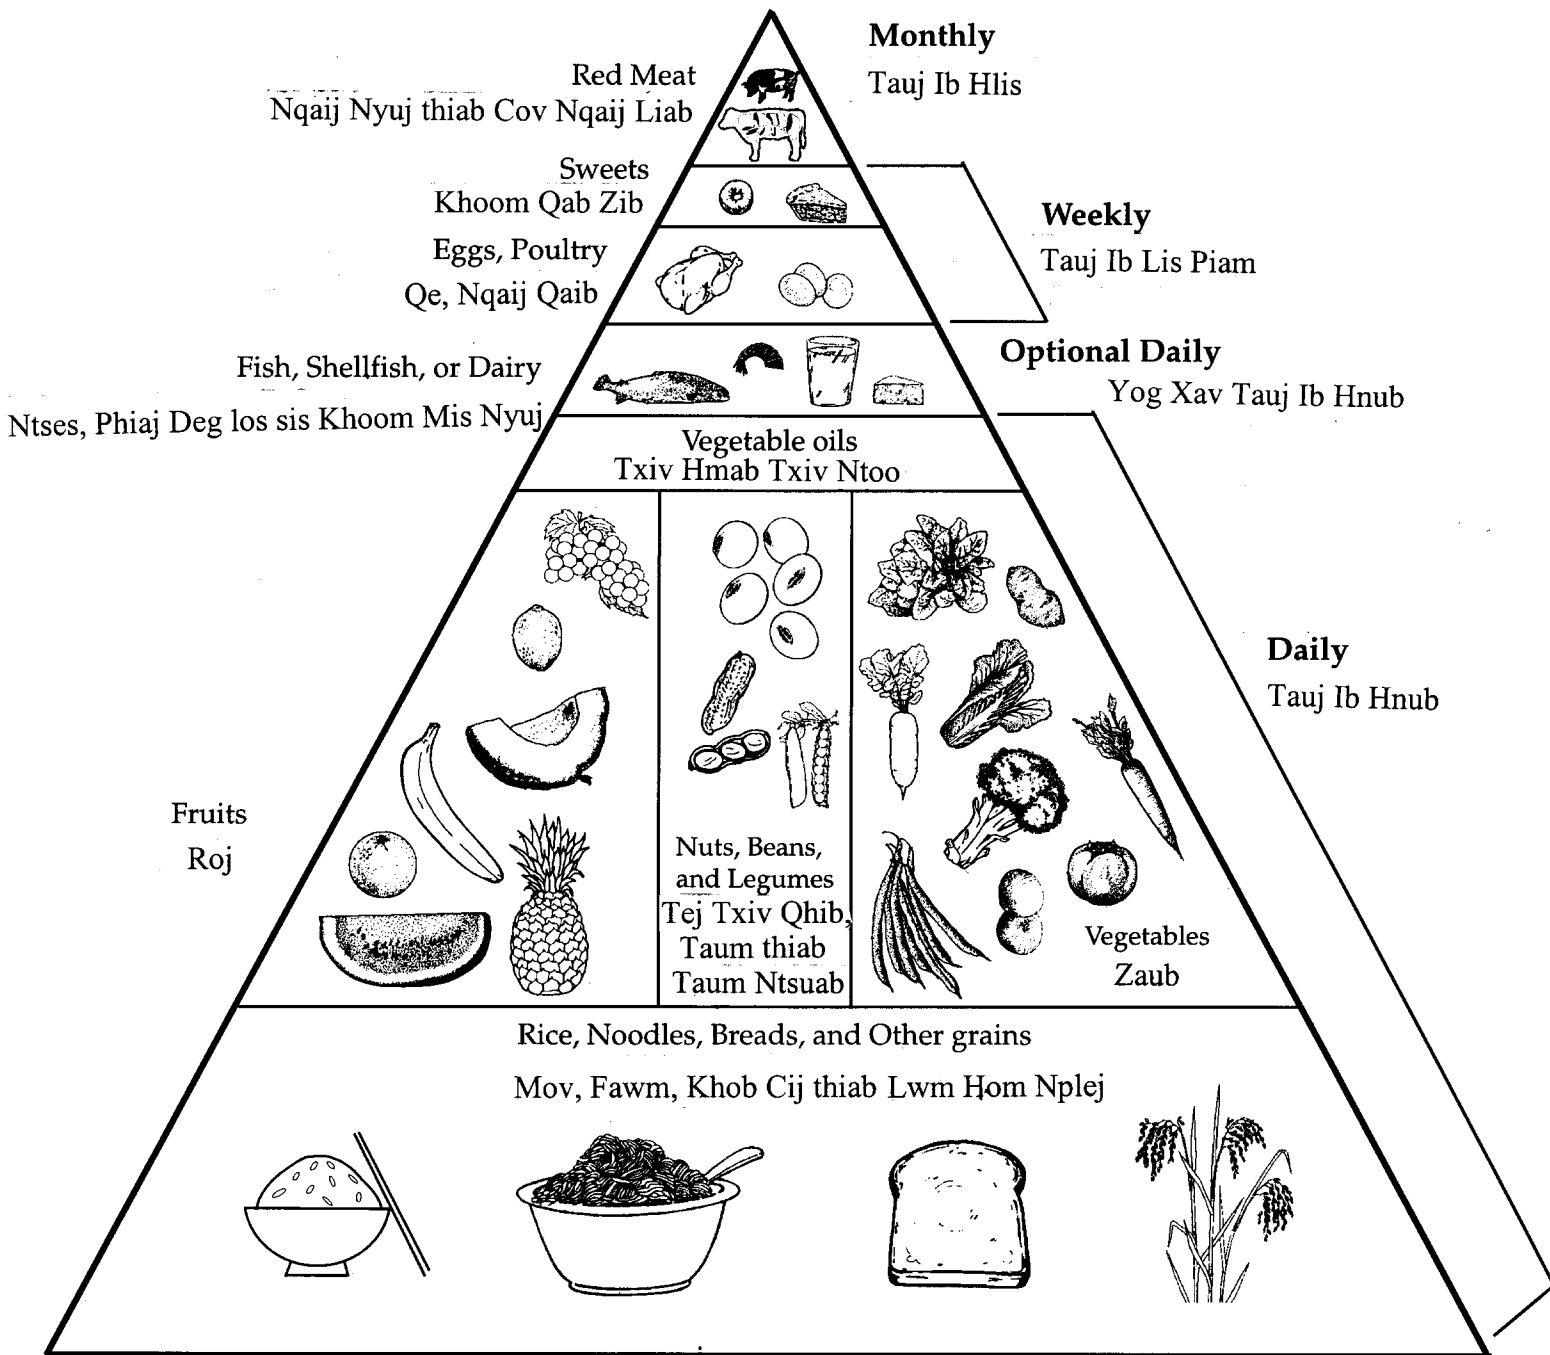 Monthly
Tauj Ib Hlis
Red Meat
Nqaij Nyuj thiab Cov Nqaij Liab
Sweets
Khoom Qab Zib
Weekly
Tauj Ib Lis Piam
Eggs, Poultry
Qe, Nqaij Qaib
Optional Daily
Yog Xav Tauj Ib Hnub
Fish, Shellfish, or Dairy
Ntses, Phiaj Deg los sis Khoom Mis Nyuj
Vegetable oils
Txiv Hmab Txiv Ntoo
Daily
Tauj Ib Hnub
Fruits
Roj
Nuts, Beans,
and Legumes
Tej Txiv Qhib,
Taum thiab
Taum Ntsuab
Vegetables
Zaub
Rice, Noodles, Breads, and Other grains
Mov, Fawm, Khob Cij thiab Lwm Hom Nplej